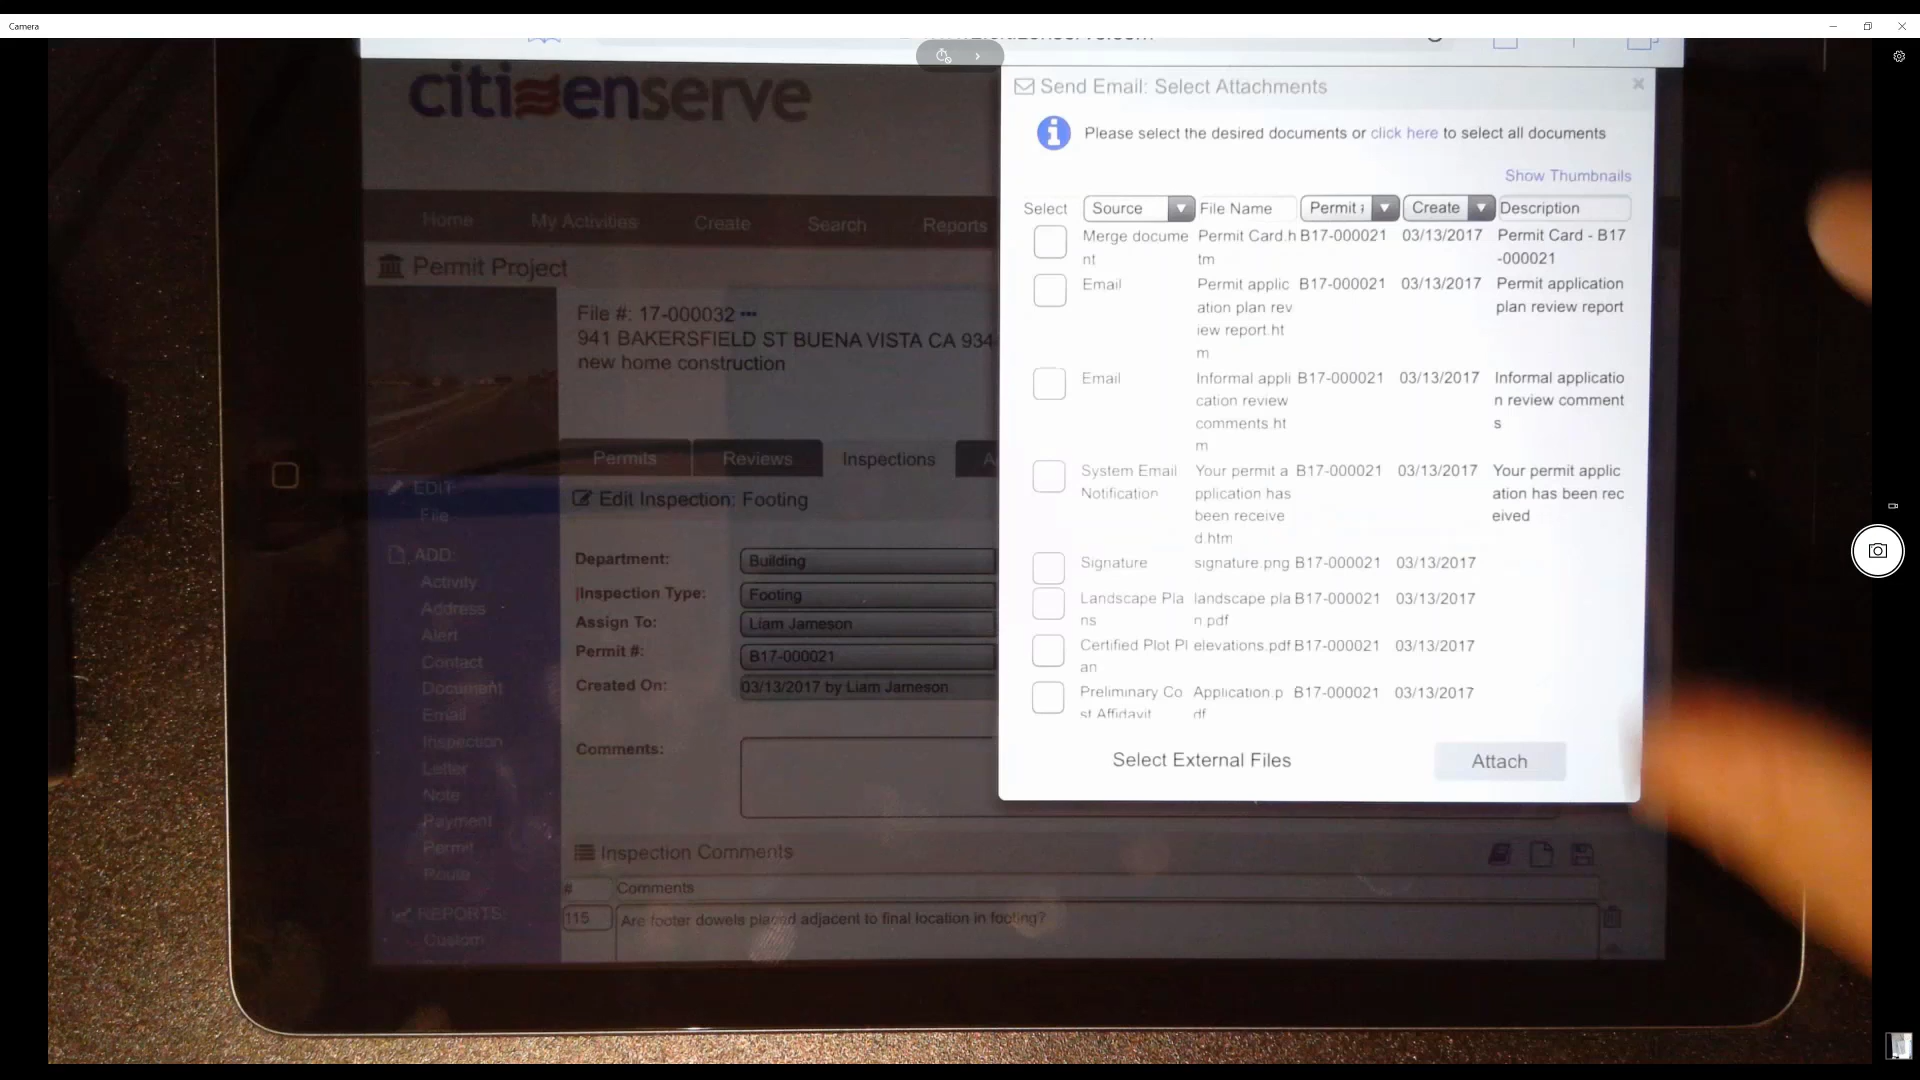 Camera
citizenserve
Home My Activities Create Search Reports
Permit Project
File #: 17-000032 •••
941 BAKERSFIELD ST BUENA VISTA CA 934
new home construction
Permits Reviews Inspections A
EDIT
File
ADD:
Activity
Address
Alert
Contact
Document
Email
Inspection
Letter
Note
Payment
Permit
Route
REPORTS:
Custom
Edit Inspection: Footing
Department: Building
Inspection Type: Footing
Assign To: Liam Jameson
Permit #: B17-000021
Created On: 03/13/2017 by Liam Jameson
Comments:
Inspection Comments
# Comments
115 Are footer dowels placed adjacent to final location in footing?
Send Email: Select Attachments
Please select the desired documents or click here to select all documents
Show Thumbnails
Select Source File Name Permit Create Description
Merge docume Permit Card.h B17-000021 03/13/2017 Permit Card - B17
nt tm -000021
Email Permit applic B17-000021 03/13/2017 Permit application
ation plan rev plan review report
iew report.ht
m
Email Informal appli B17-000021 03/13/2017 Informal applicatio
cation review n review comment
comments.ht s
m
System Email Your permit a B17-000021 03/13/2017 Your permit applic
Notification pplication has ation has been rec
been receive eived
d.htm
Signature signature.png B17-000021 03/13/2017
Landscape Pla landscape pla B17-000021 03/13/2017
ns n.pdf
Certified Plot Pl elevations.pdf B17-000021 03/13/2017
an
Preliminary Co Application.p B17-000021 03/13/2017
st Affidavit df
Select External Files Attach